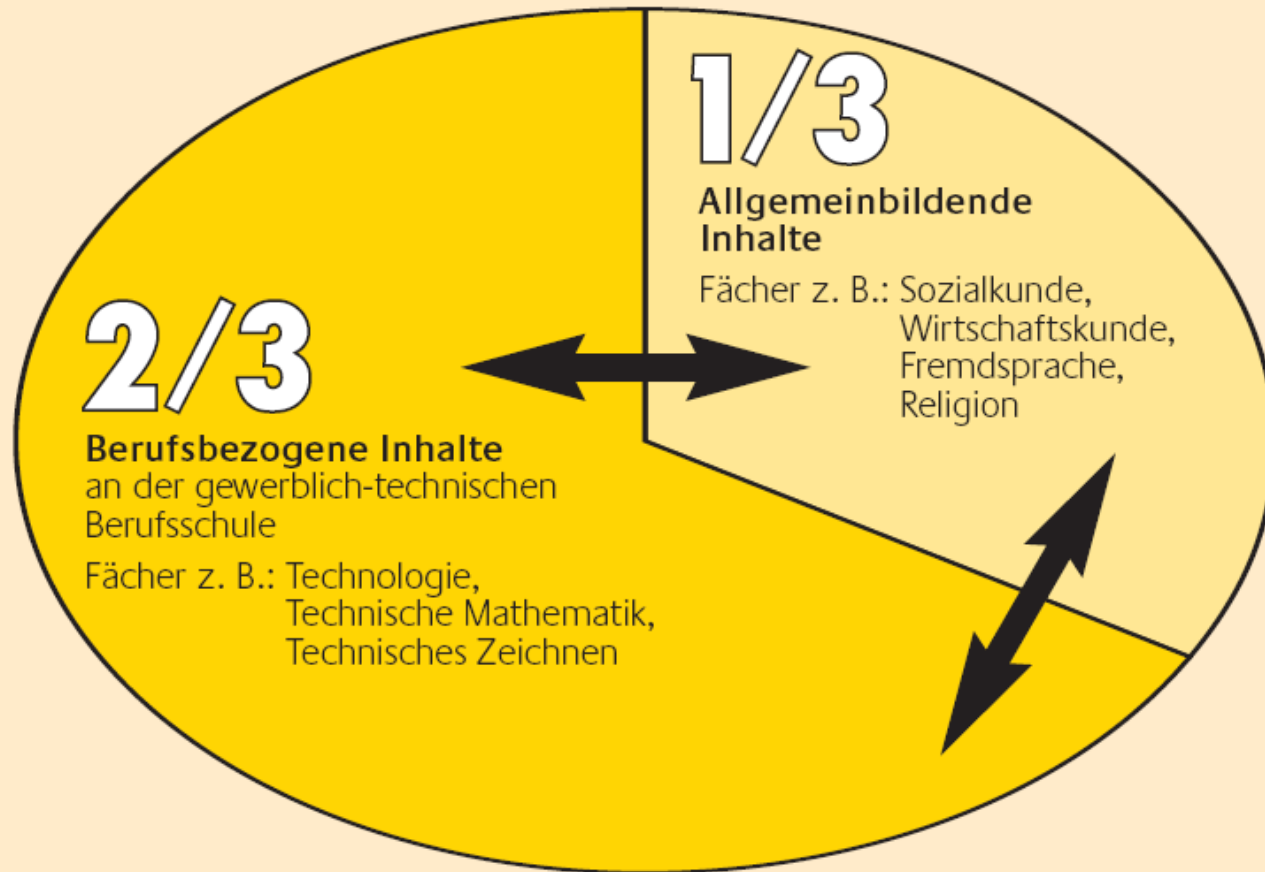 1/3
Allgemeinbildende
Inhalte
Fächer z. B.: Sozialkunde,
Wirtschaftskunde,
Fremdsprache,
Religion
2/3
Berufsbezogene Inhalte
an der gewerblich-technischen
Berufsschule
Fächer z. B.: Technologie,
Technische Mathematik,
Technisches Zeichnen